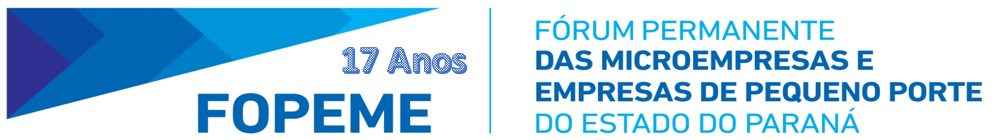 17 Anos
FOPEME
FÓRUM PERMANENTE
DAS MICROEMPRESAS E
EMPRESAS DE PEQUENO PORTE
DO ESTADO DO PARANÁ